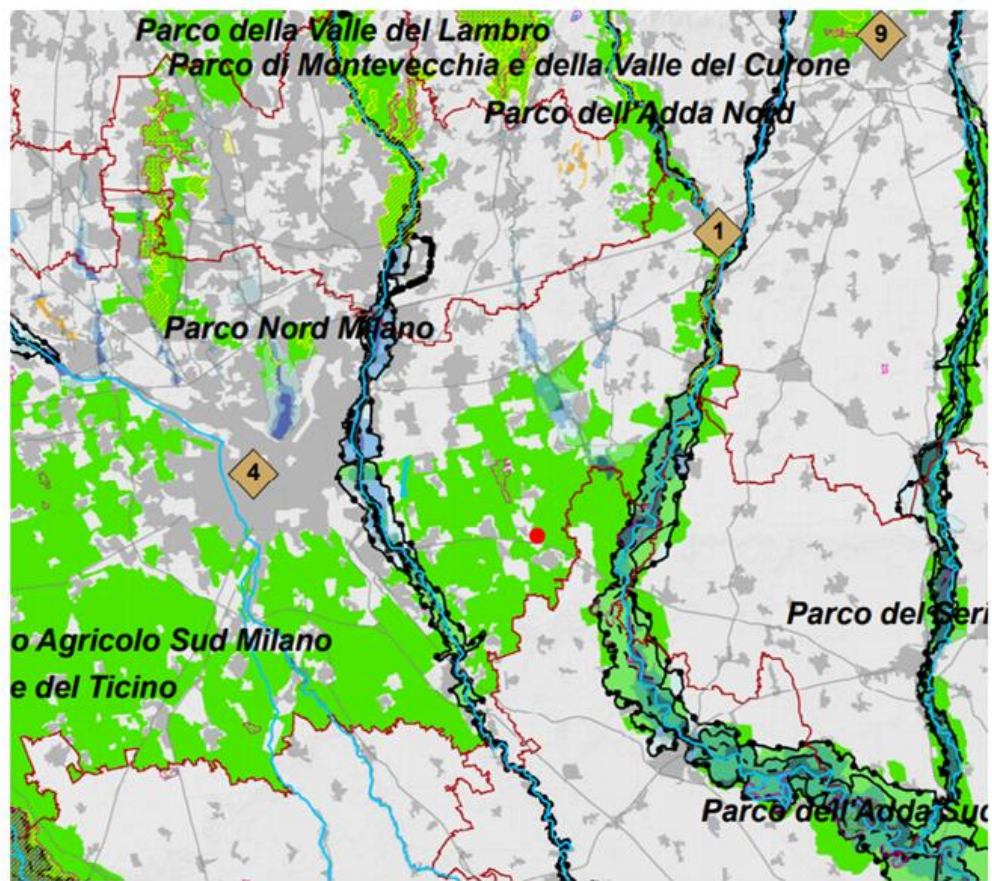 Parco della Valle del Lambro
9
Parco di Montevecchia e della Valle del Curone
Parco dell'Adda Nord
1
Parco Nord Milano
4
Parco del Seri
o Agricolo Sud Milano
e del Ticino
Parco dell'Adda Sud